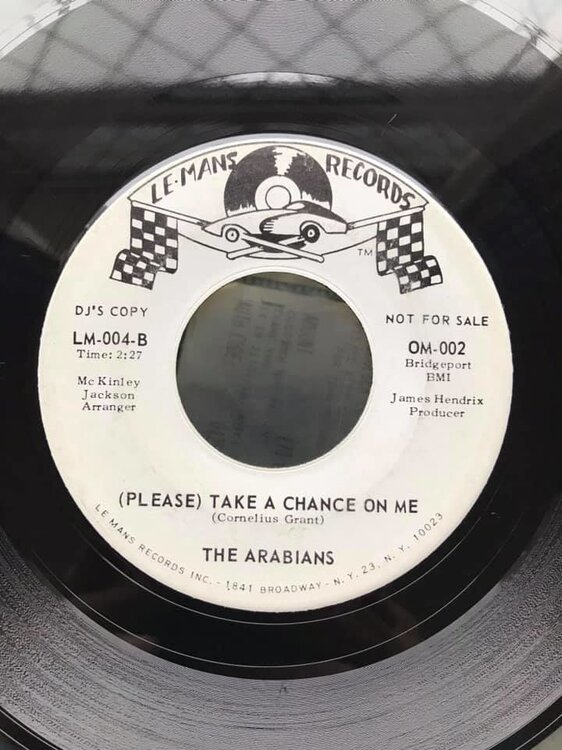 LE-MANS RECORDS
TM
DJ'S COPY
NOT FOR SALE
LM-004-B
Time: 2:27
OM-002
Bridgeport
BMI
McKinley
Jackson
Arranger
James Hendrix
Producer
(PLEASE) TAKE A CHANCE ON ME
(Cornelius Grant)
THE ARABIANS
LE MANS RECORDS INC. - 1841 BROADWAY - N. Y. 23, N. Y. 10023